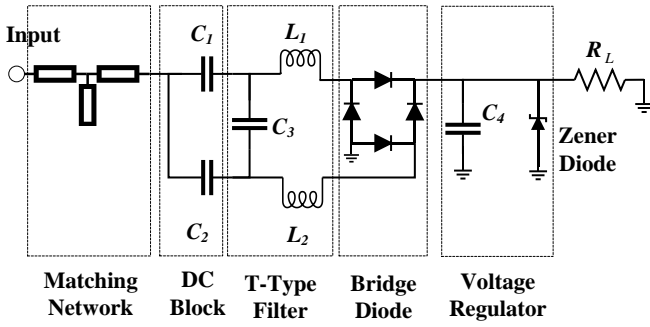 Input
C1
L1
RL
C3
C4
Zener
Diode
C2
L2
Matching
Network
DC
Block
T-Type
Filter
Bridge
Diode
Voltage
Regulator